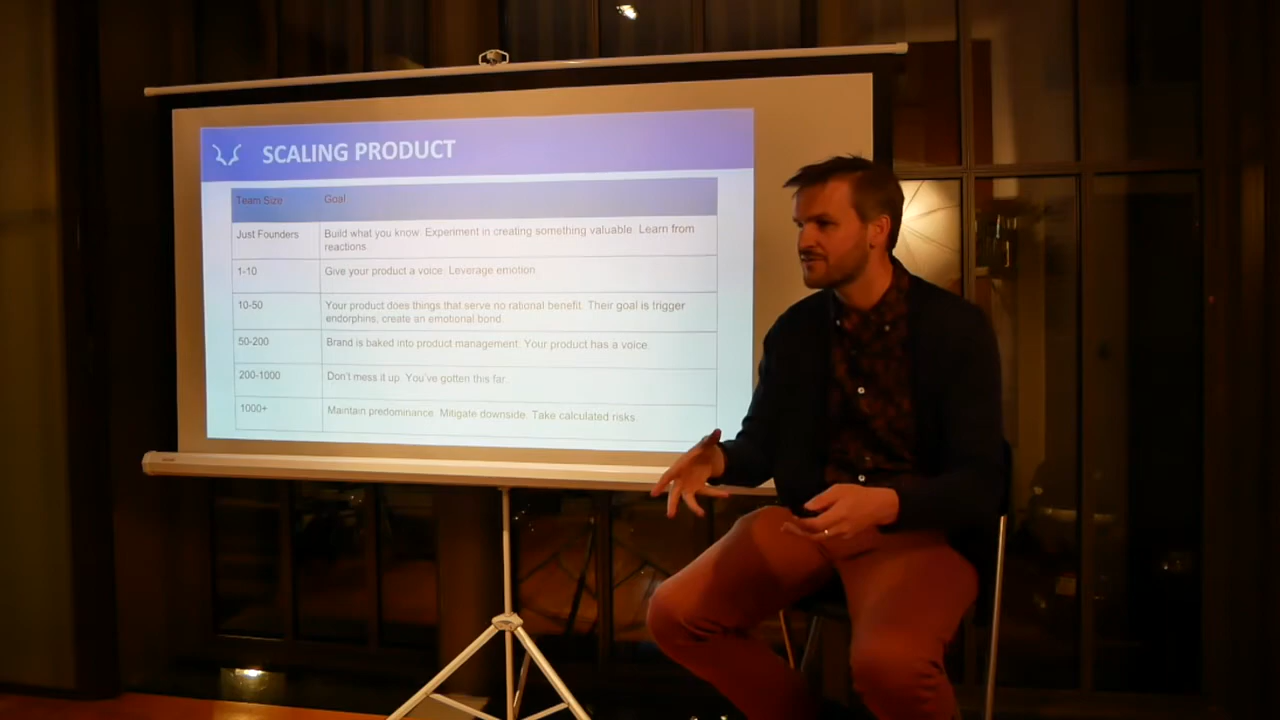 SCALING PRODUCT
Team Size Goal
Just Founders Build what you know. Experiment in creating something valuable. Learn from
reactions.
1-10 Give your product a voice. Leverage emotion.
10-50 Your product does things that serve no rational benefit. Their goal is trigger
endorphins, create an emotional bond.
50-200 Brand is baked into product management. Your product has a voice.
200-1000 Don't mess it up. You've gotten this far.
1000+ Maintain predominance. Mitigate downside. Take calculated risks.